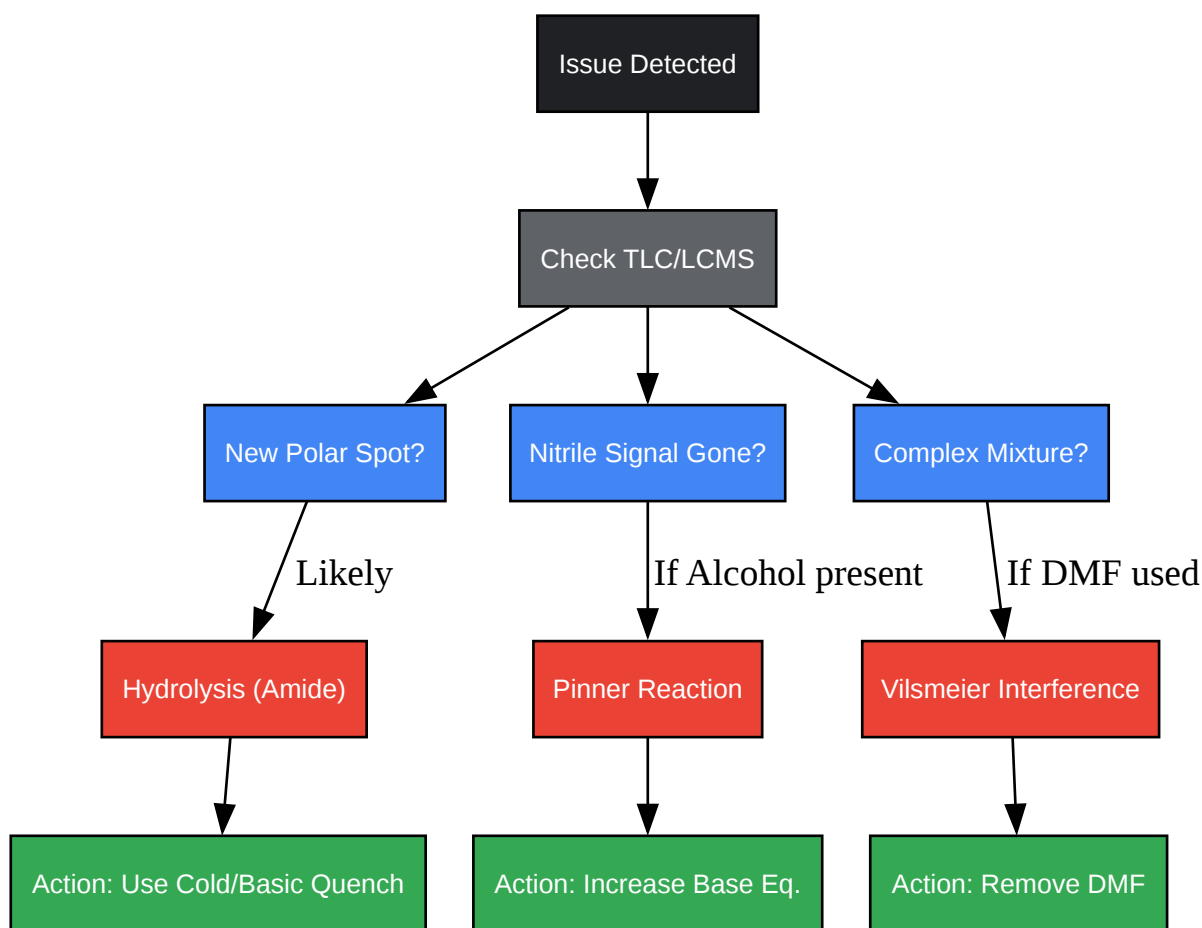 Issue Detected
Check TLC/LCMS
New Polar Spot?
Nitrile Signal Gone?
Complex Mixture?
Likely
If Alcohol present
If DMF used
Hydrolysis (Amide)
Pinner Reaction
Vilsmeier Interference
Action: Use Cold/Basic Quench
Action: Increase Base Eq.
Action: Remove DMF